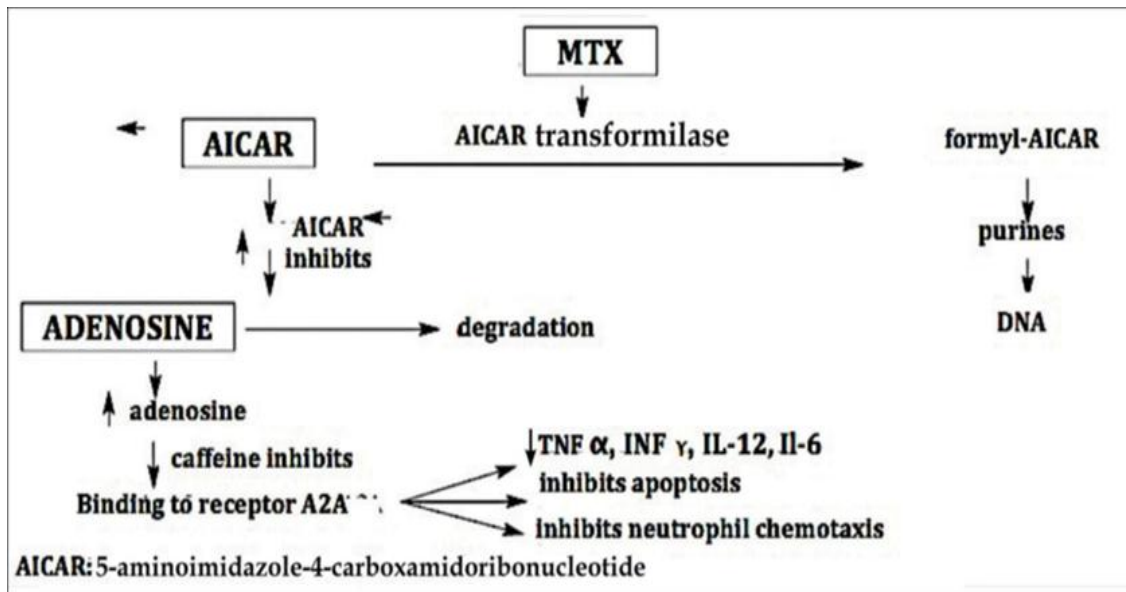 MTX
AICAR transformilase
AICAR
formyl-AICAR
AICAR
inhibits
purines
ADENOSINE
degradation
DNA
adenosine
caffeine inhibits
Binding to receptor A2A
TNF α, INF γ, IL-12, Il-6
inhibits apoptosis
inhibits neutrophil chemotaxis
AICAR: 5-aminoimidazole-4-carboxamidoribonucleotide